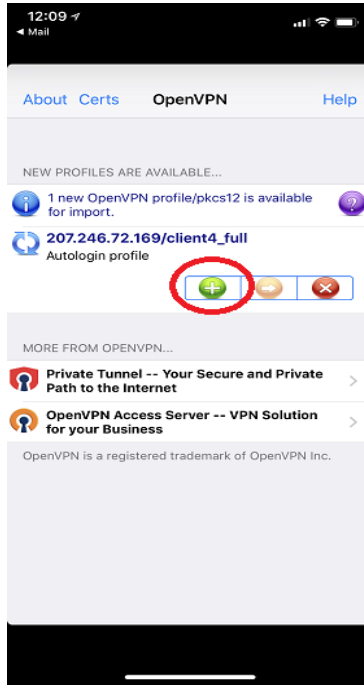 12:09
◀ Mail
About Certs OpenVPN Help
NEW PROFILES ARE AVAILABLE...
1 new OpenVPN profile/pkcs12 is available
for import.
207.246.72.169/client4_full
Autologin profile
MORE FROM OPENVPN...
Private Tunnel -- Your Secure and Private
Path to the Internet
OpenVPN Access Server -- VPN Solution
for your Business
OpenVPN is a registered trademark of OpenVPN Inc.